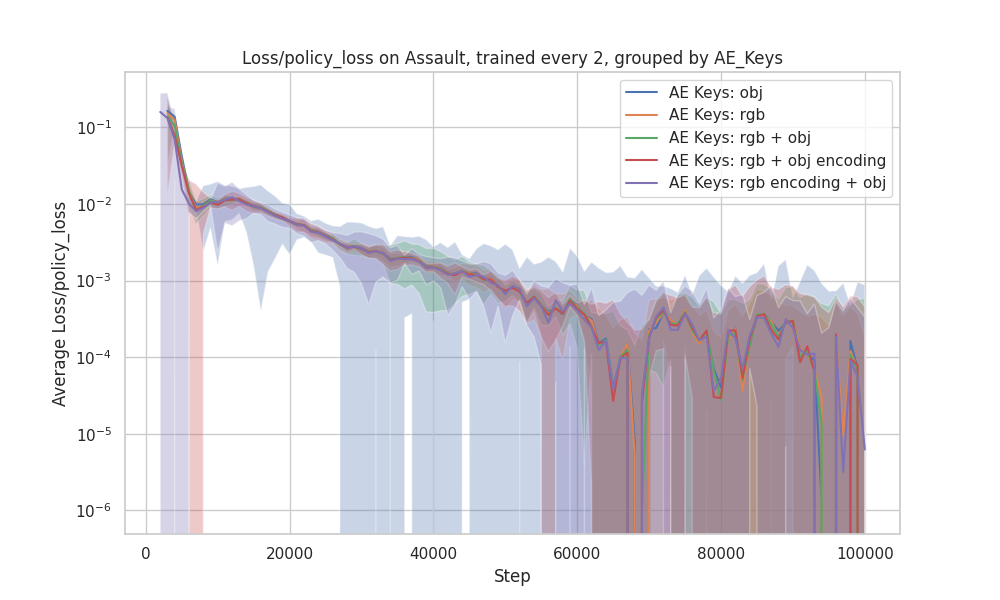 Loss/policy_loss on Assault, trained every 2, grouped by AE_Keys
AE Keys: obj
AE Keys: rgb
AE Keys: rgb + obj
AE Keys: rgb + obj encoding
AE Keys: rgb encoding + obj
Average Loss/policy_loss
10⁻¹
10⁻²
10⁻³
10⁻⁴
10⁻⁵
10⁻⁶
0 20000 40000 60000 80000 100000
Step